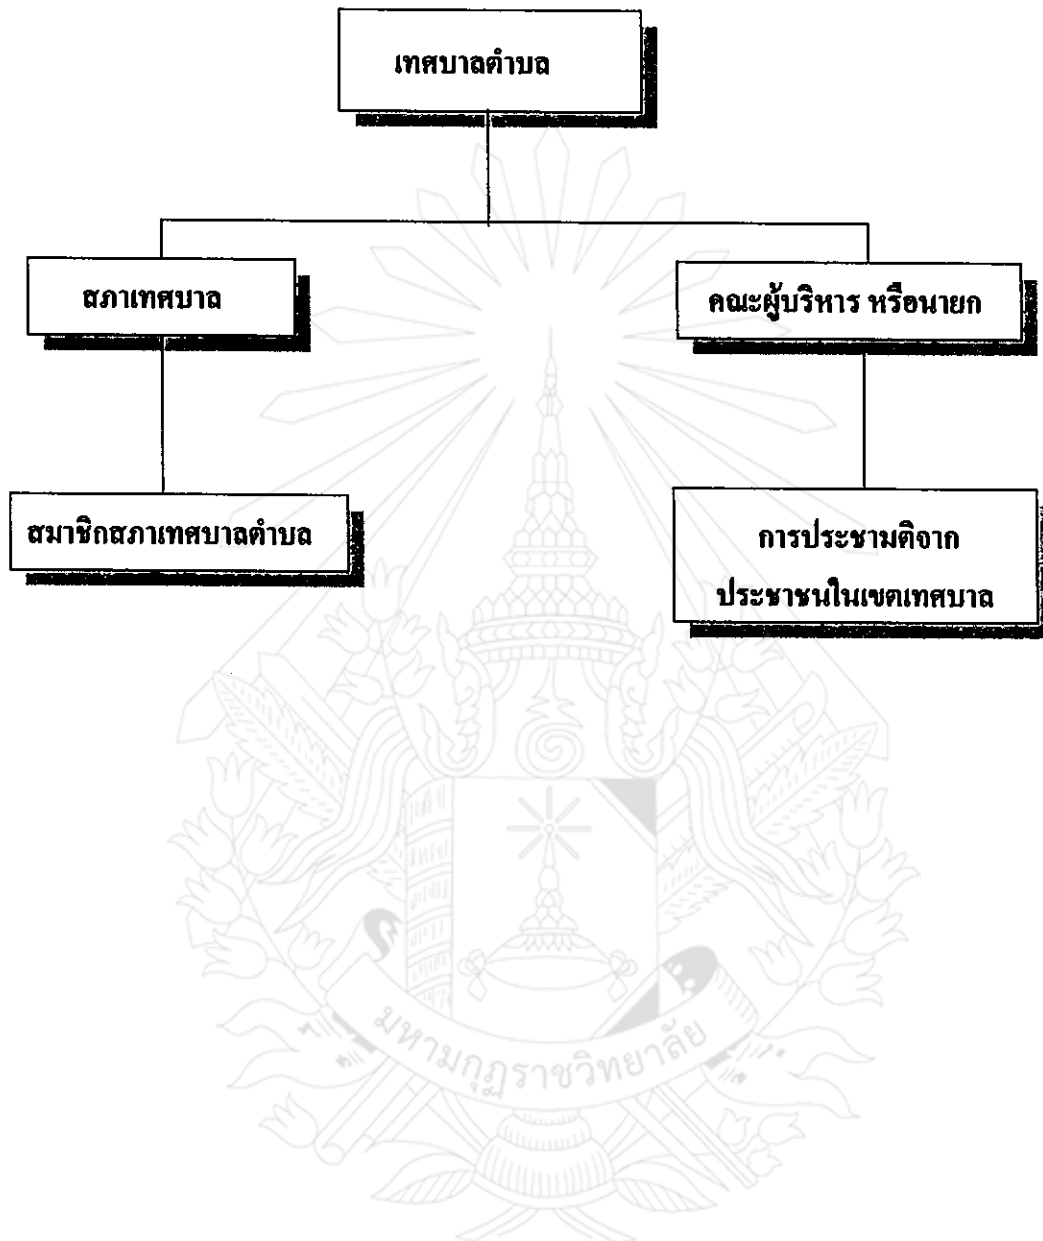 เทศบาลตำบล
สภาเทศบาล
คณะผู้บริหาร หรือนายก
สมาชิกสภาเทศบาลตำบล
การประชามติจาก
ประชาชนในเขตเทศบาล
มหามกุฏราชวิทยาลัย